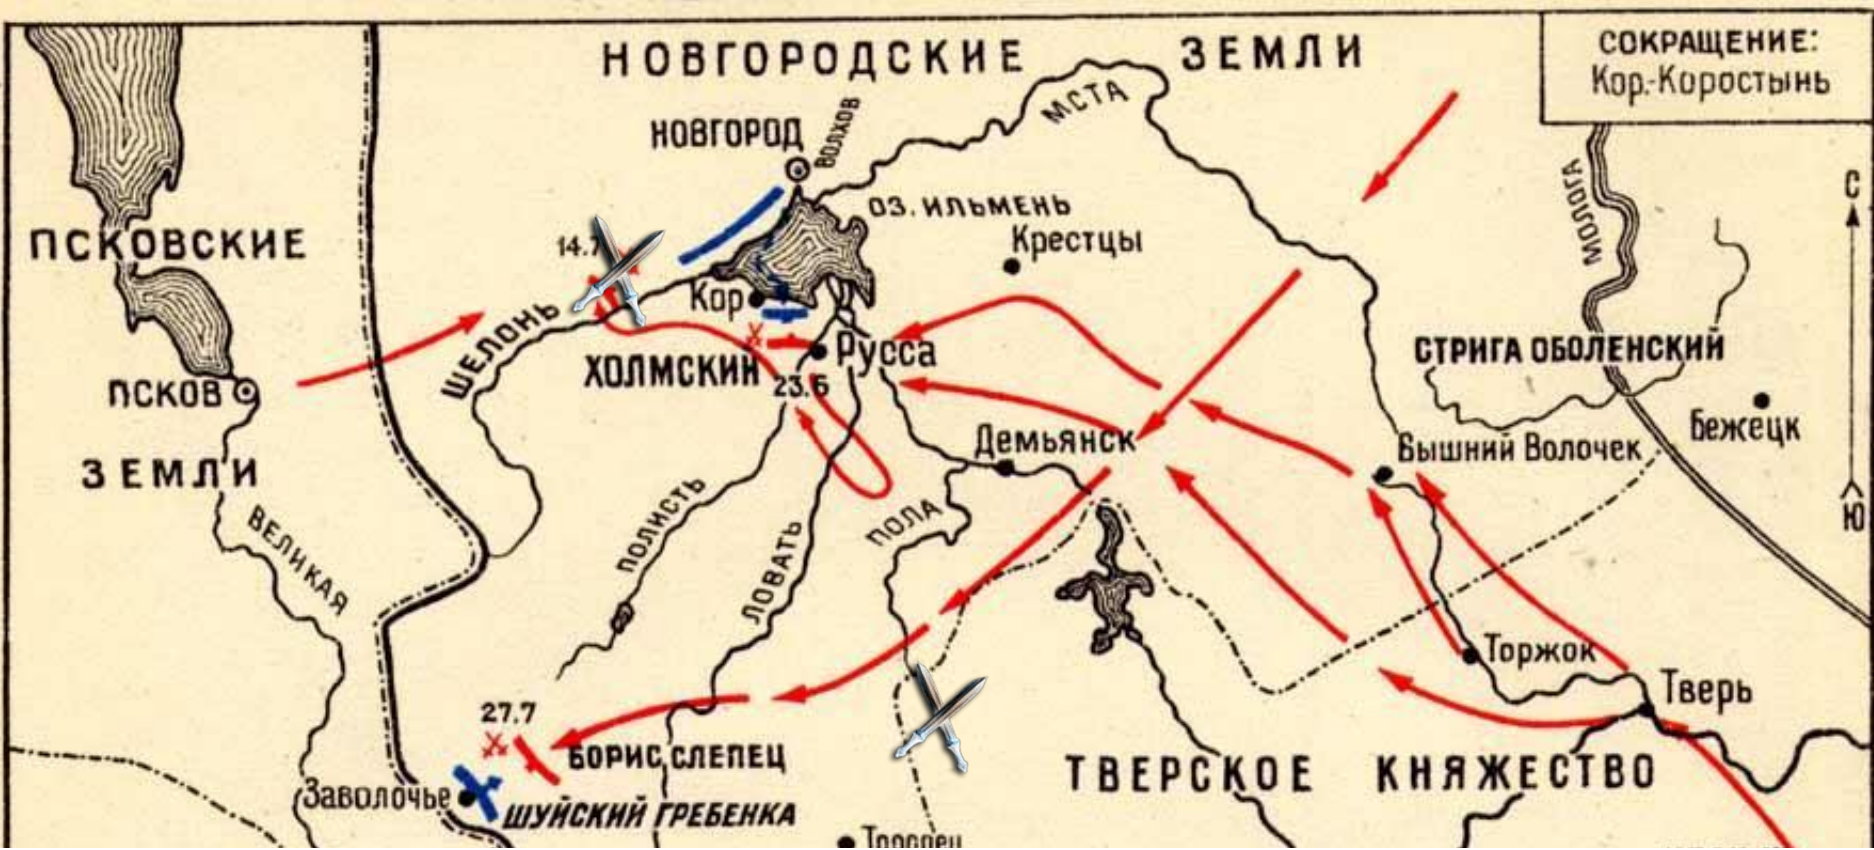 НОВГОРОДСКИЕ ЗЕМЛИ
СОКРАЩЕНИЕ:
Кор.-Коростынь
МСТА
НОВГОРОД
ВОЛХОВ
МОЛОГА
С
ОЗ. ИЛЬМЕНЬ
ПСКОВСКИЕ
14.7
Крестцы
Кор
ШЕЛОНЬ
ХОЛМСКИЙ
Русса
СТРИГА ОБОЛЕНСКИЙ
23.6
ПСКОВ
Бежецк
Демьянск
Вышний Волочек
ЗЕМЛИ
Ю
ВЕЛИКАЯ
ПОЛИСТЬ
ЛОВАТЬ
ПОЛА
Торжок
Тверь
27.7
БОРИС СЛЕПЕЦ
ТВЕРСКОЕ КНЯЖЕСТВО
Заволочье
ШУЙСКИЙ ГРЕБЕНКА